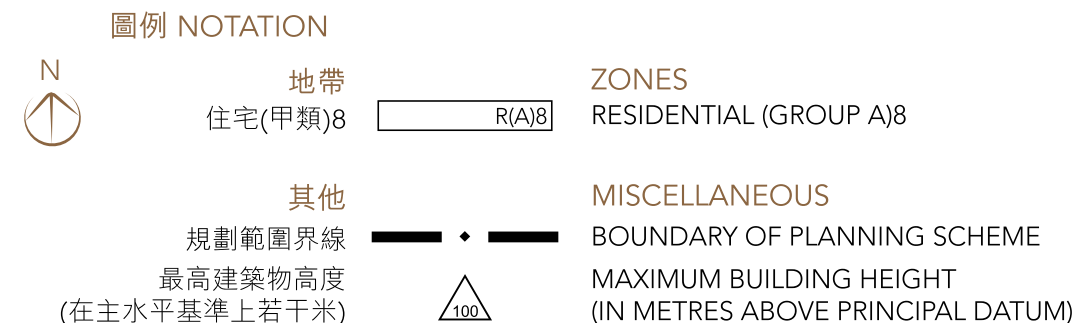 圖例 NOTATION
N
地帶 ZONES
住宅(甲類)8 R(A)8 RESIDENTIAL (GROUP A)8
其他 MISCELLANEOUS
規劃範圍界線 BOUNDARY OF PLANNING SCHEME
最高建築物高度 MAXIMUM BUILDING HEIGHT
(在主水平基準上若干米) 100 (IN METRES ABOVE PRINCIPAL DATUM)